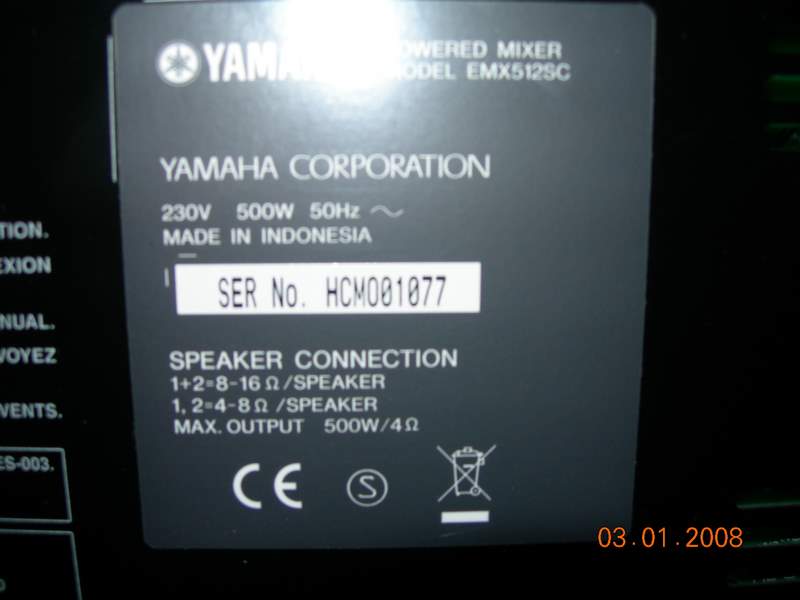 YAMAHA POWERED MIXER
MODEL EMX512SC
YAMAHA CORPORATION
230V 500W 50Hz ~
MADE IN INDONESIA
SER No. HCMO01077
SPEAKER CONNECTION
1+2=8-16Ω/SPEAKER
1, 2=4-8Ω/SPEAKER
MAX. OUTPUT 500W/4Ω
CE S
TION.
EXION
NUAL.
VOYEZ
VENTS.
ES-003.
03.01.2008